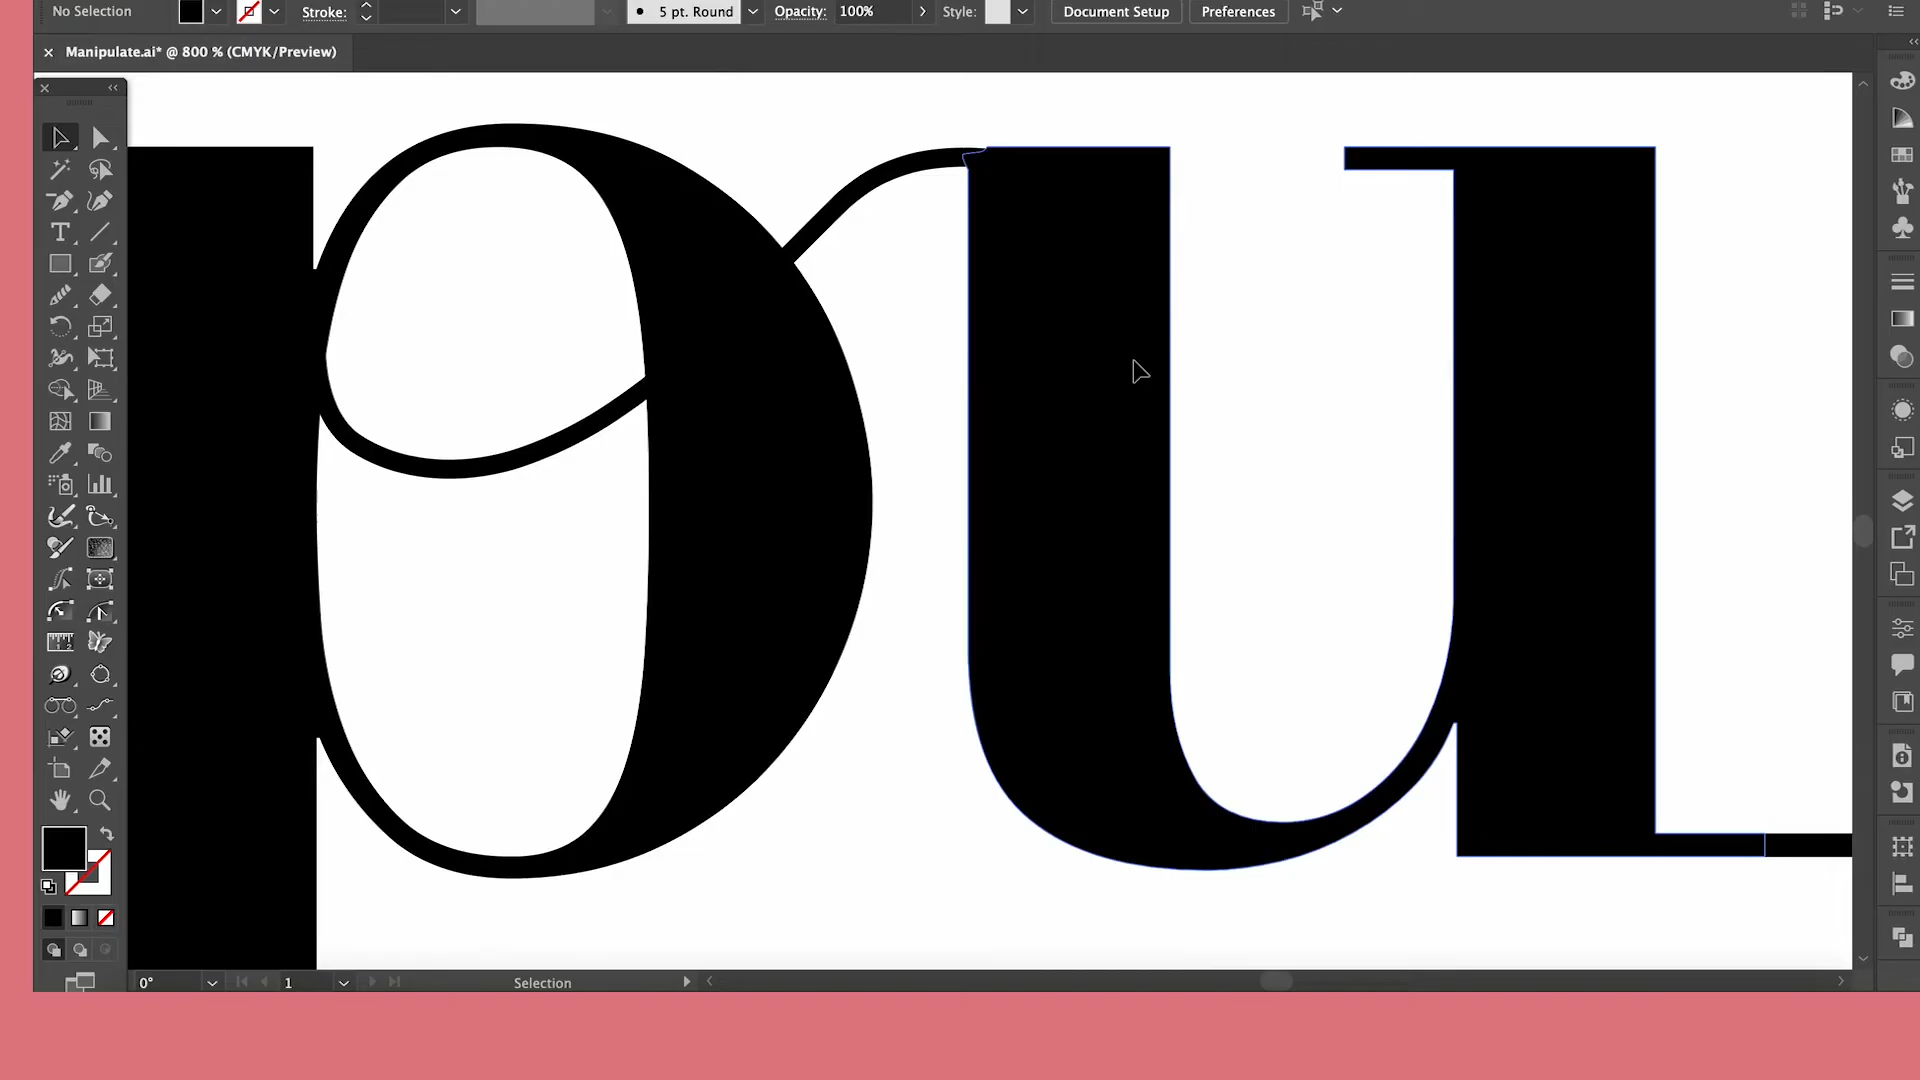 No Selection Stroke: 5 pt. Round Opacity: 100% Style: Document Setup Preferences
Manipulate.ai* @ 800 % (CMYK/Preview)
pu
0° 1 Selection